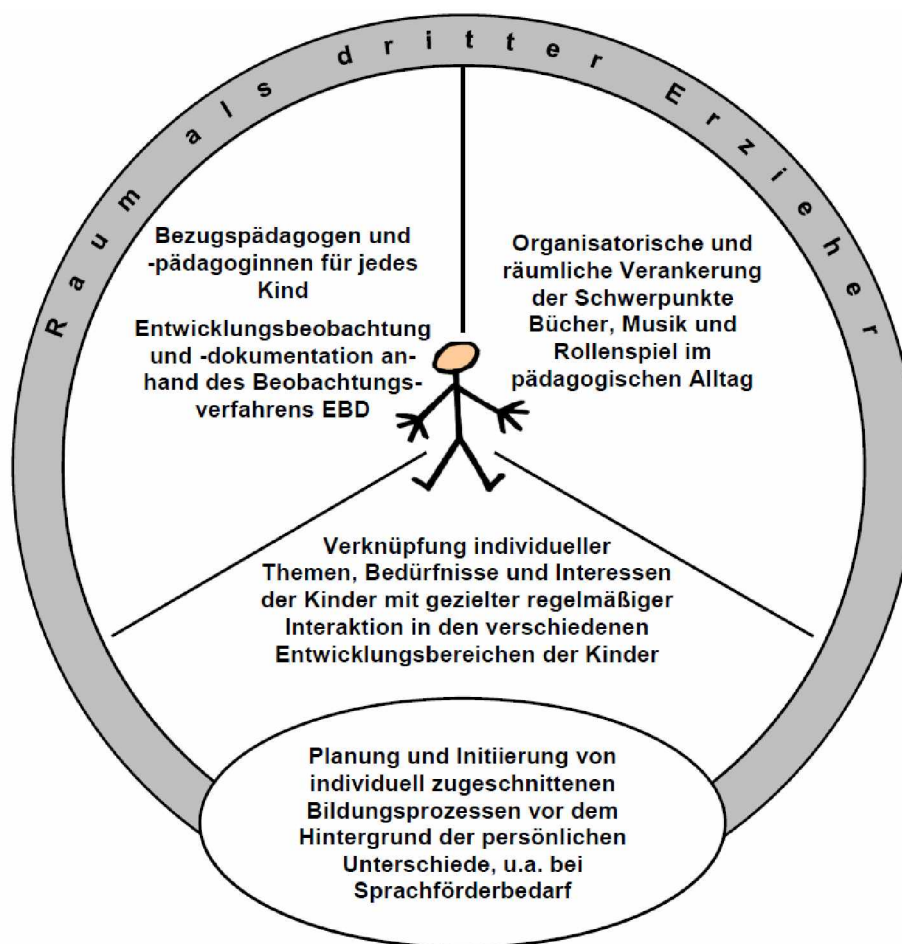 Raum als dritter Erzieher
Bezugspädagogen und
-pädagoginnen für jedes
Kind
Entwicklungsbeobachtung
und -dokumentation an-
hand des Beobachtungs-
verfahrens EBD
Organisatorische und
räumliche Verankerung
der Schwerpunkte
Bücher, Musik und
Rollenspiel im
pädagogischen Alltag
Verknüpfung individueller
Themen, Bedürfnisse und Interessen
der Kinder mit gezielter regelmäßiger
Interaktion in den verschiedenen
Entwicklungsbereichen der Kinder
Planung und Initiierung von
individuell zugeschnittenen
Bildungsprozessen vor dem
Hintergrund der persönlichen
Unterschiede, u.a. bei
Sprachförderbedarf